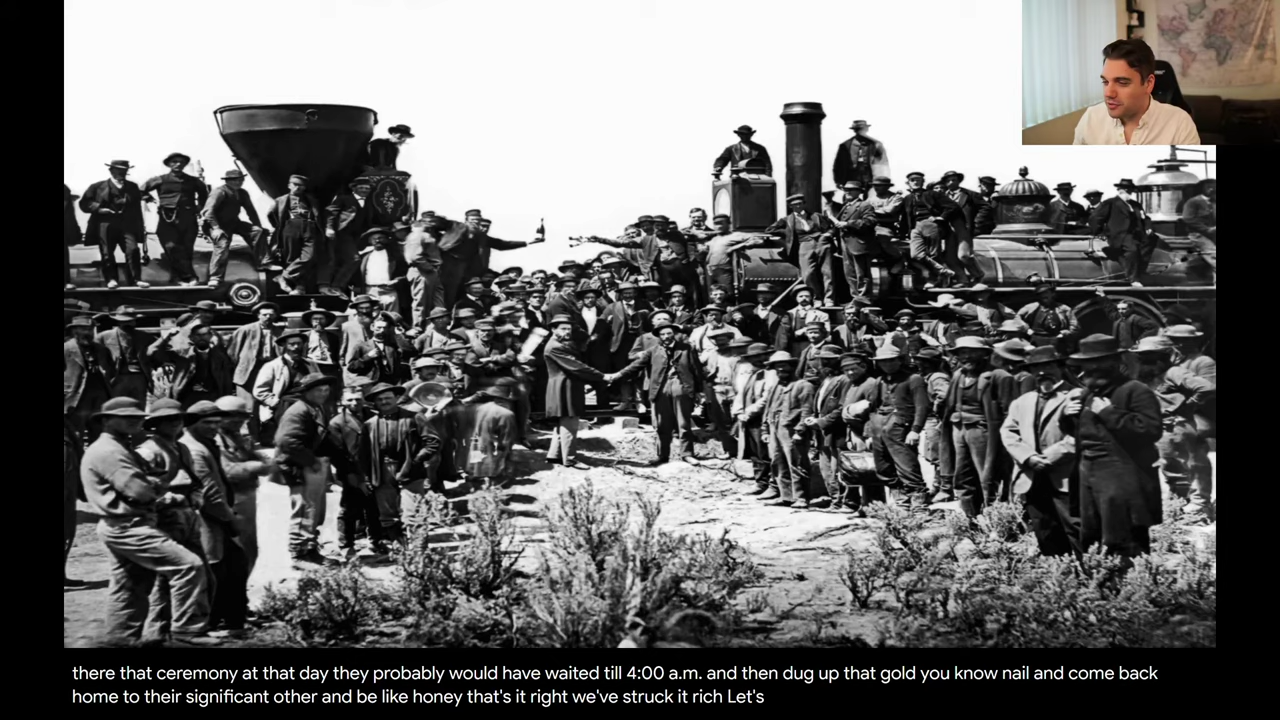 there that ceremony at that day they probably would have waited till 4:00 a.m. and then dug up that gold you know nail and come back
home to their significant other and be like honey that's it right we've struck it rich Let's